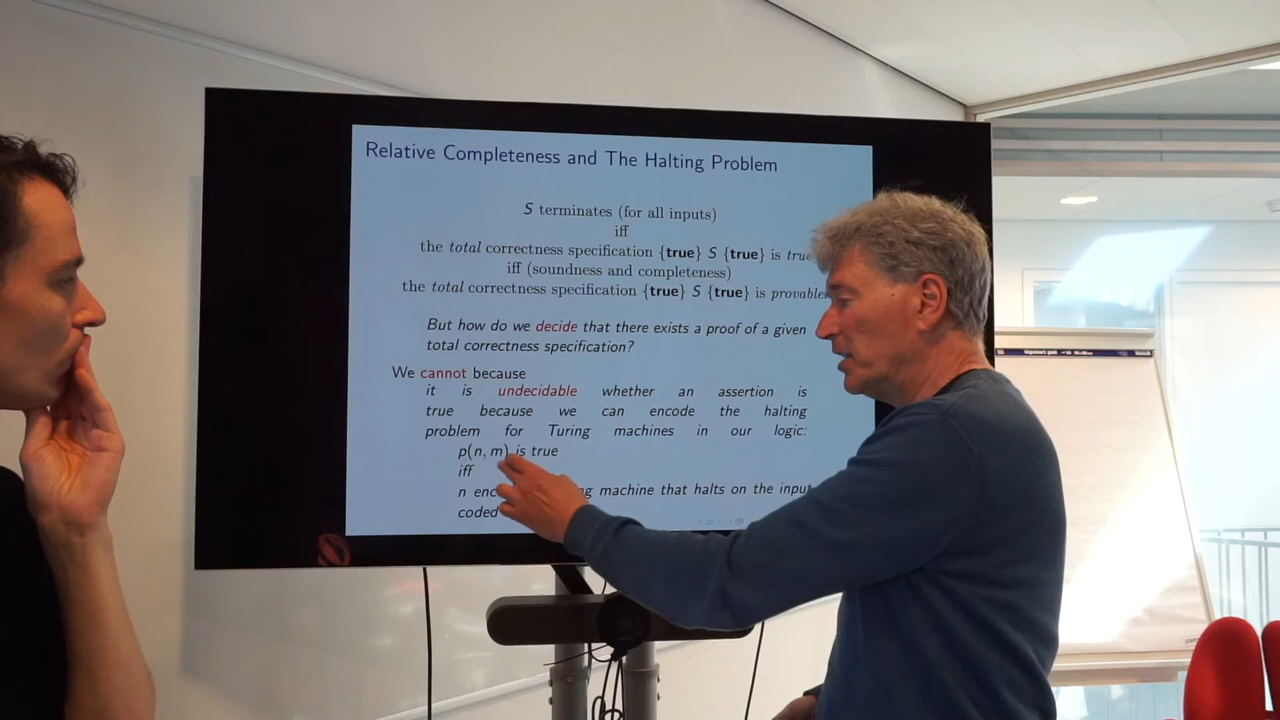 Relative Completeness and The Halting Problem
S terminates (for all inputs)
iff
the total correctness specification {true} S {true} is true
iff (soundness and completeness)
the total correctness specification {true} S {true} is provable
But how do we decide that there exists a proof of a given
total correctness specification?
We cannot because
it is undecidable whether an assertion is
true because we can encode the halting
problem for Turing machines in our logic:
p(n, m) is true
iff
n machine that halts on the input
coded